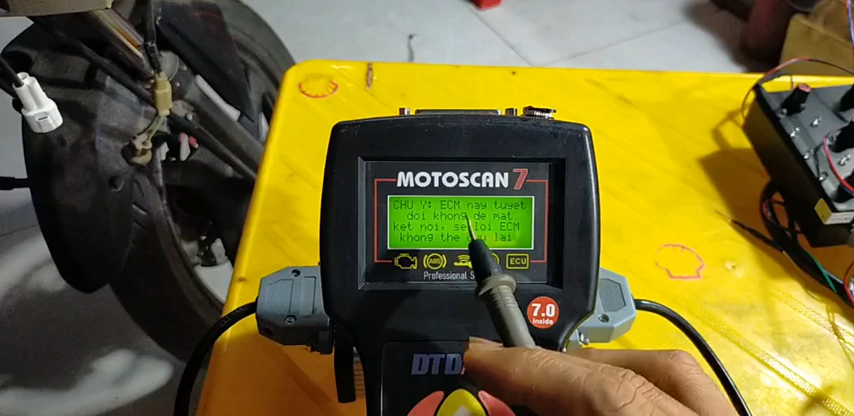 MOTOSCAN 7
CHU Y: ECM nay tuyet
doi khong de mat
ket noi, se loi ECM
khong the lai
ABS
ECU
Professional
7.0
inside